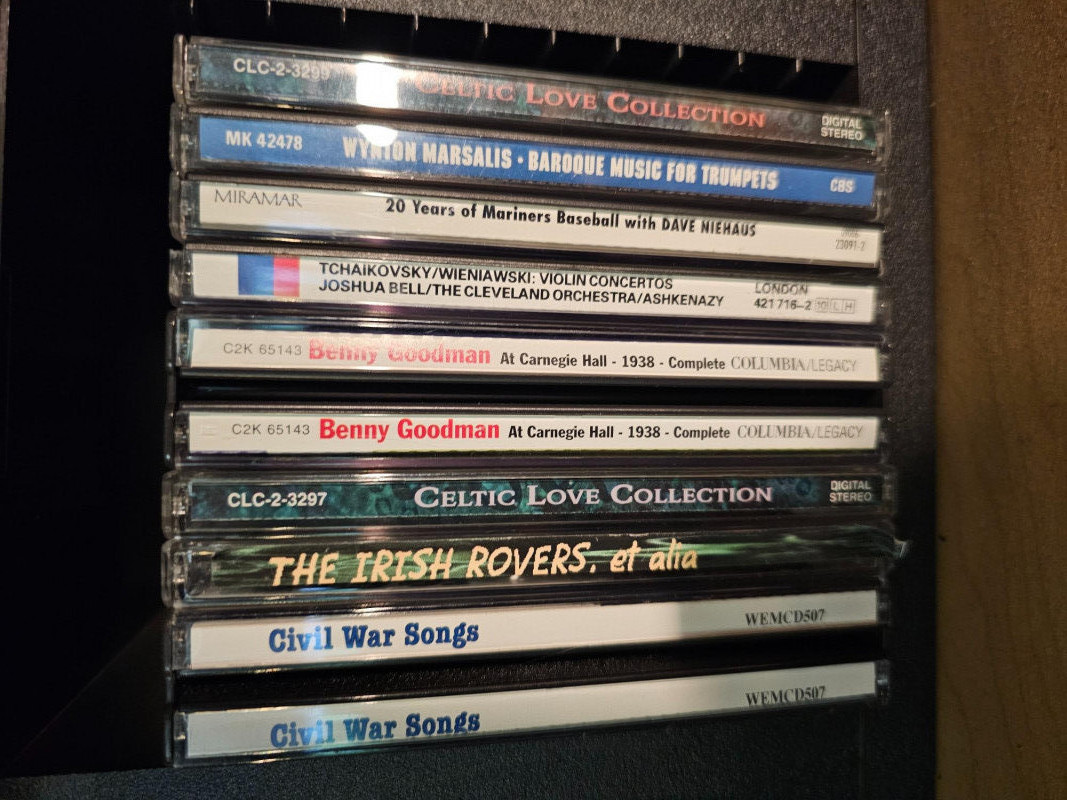 CLC-2-3299 CELTIC LOVE COLLECTION DIGITAL STEREO
MK 42478 WYNTON MARSALIS • BAROQUE MUSIC FOR TRUMPETS CBS
MIRAMAR 20 Years of Mariners Baseball with DAVE NIEHAUS 23091-2
TCHAIKOVSKY/WIENIAWSKI: VIOLIN CONCERTOS LONDON
JOSHUA BELL/THE CLEVELAND ORCHESTRA/ASHKENAZY 421 716-2 LH
C2K 65143 Benny Goodman At Carnegie Hall - 1938 - Complete COLUMBIA/LEGACY
C2K 65143 Benny Goodman At Carnegie Hall - 1938 - Complete COLUMBIA/LEGACY
CLC-2-3297 CELTIC LOVE COLLECTION DIGITAL STEREO
THE IRISH ROVERS. et alia
Civil War Songs WEMCD507
Civil War Songs WEMCD507